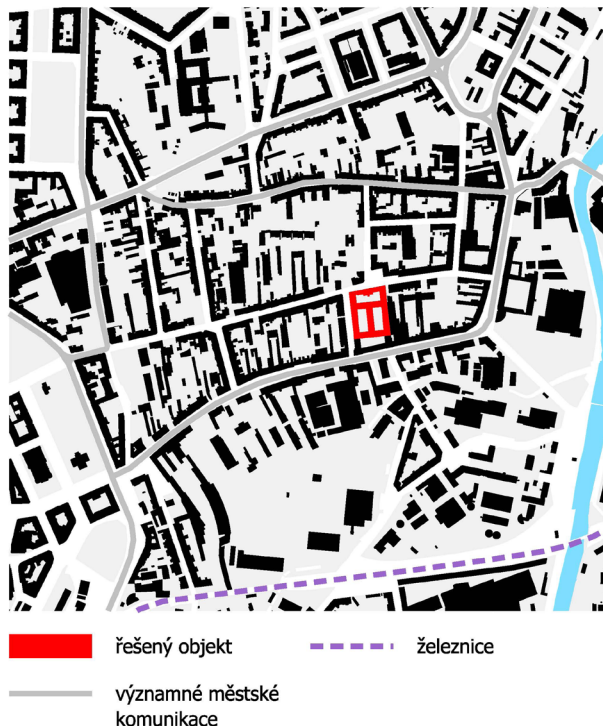 řešený objekt
železnice
významné městské
komunikace